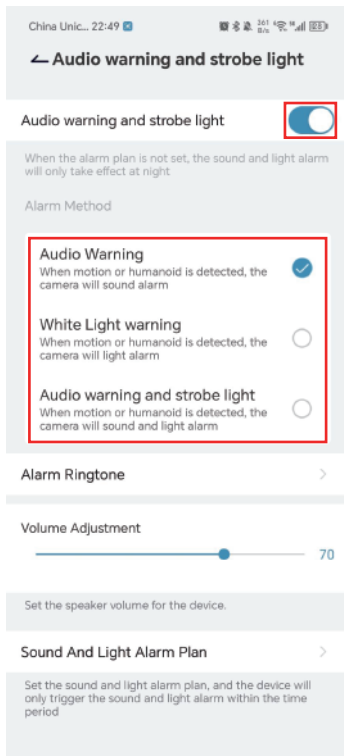 China Unic... 22:49
Audio warning and strobe light
Audio warning and strobe light
When the alarm plan is not set, the sound and light alarm
will only take effect at night
Alarm Method
Audio Warning
When motion or humanoid is detected, the
camera will sound alarm
White Light warning
When motion or humanoid is detected, the
camera will light alarm
Audio warning and strobe light
When motion or humanoid is detected, the
camera will sound and light alarm
Alarm Ringtone
Volume Adjustment
70
Set the speaker volume for the device.
Sound And Light Alarm Plan
Set the sound and light alarm plan, and the device will
only trigger the sound and light alarm within the time
period